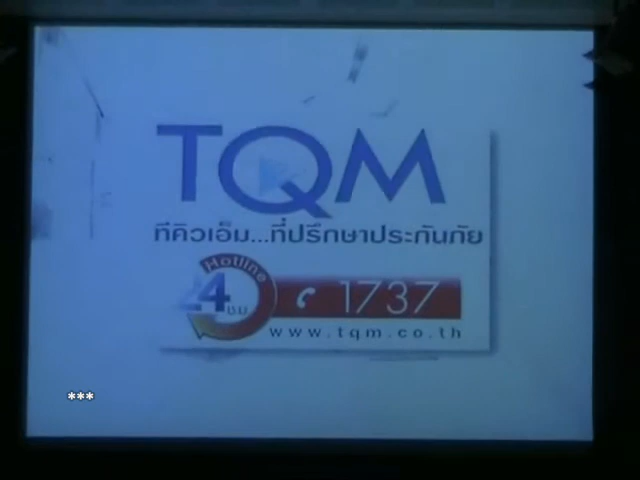 TQM
ทีคิวเอ็ม...ที่ปรึกษาประกันภัย
Hotline
24 ชม 1737
www.tqm.co.th
***